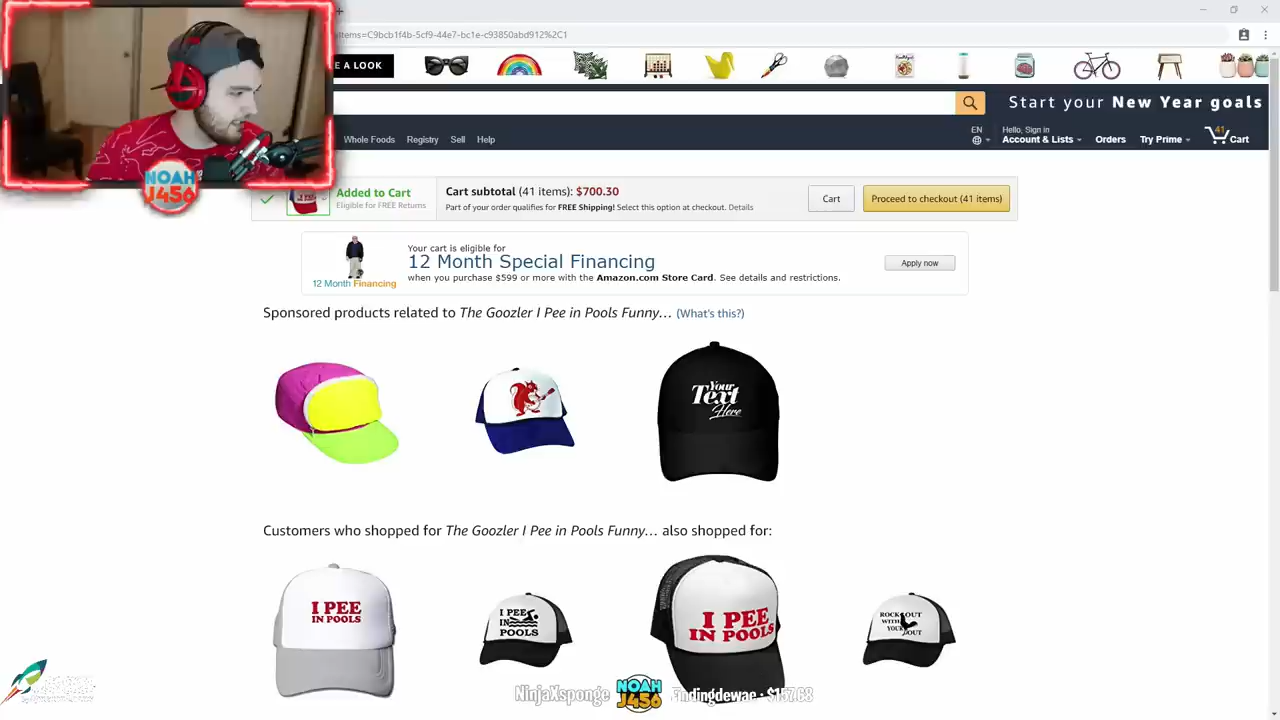 Items=C9bcb1f4b-5cf9-44e7-bc1e-c93850abd912%2C1
E A LOOK
Start your New Year goals
Whole Foods Registry Sell Help
EN
Hello, Sign in
Account & Lists
Orders
Try Prime
41
Cart
NOAH
J456
Added to Cart
Eligible for FREE Returns
Cart subtotal (41 items): $700.30
Part of your order qualifies for FREE Shipping! Select this option at checkout. Details
Cart
Proceed to checkout (41 items)
12 Month Financing
Your cart is eligible for
12 Month Special Financing
when you purchase $599 or more with the Amazon.com Store Card. See details and restrictions.
Apply now
Sponsored products related to The Goozler I Pee in Pools Funny… (What's this?)
Your
Text
Here
Customers who shopped for The Goozler I Pee in Pools Funny… also shopped for:
I PEE
IN POOLS
I PEE
IN
POOLS
I PEE
IN POOLS
ROCK OUT
WITH
YOUR
OUT
NinjaXsponge
NOAH
J456
Endingdewae - $157.68